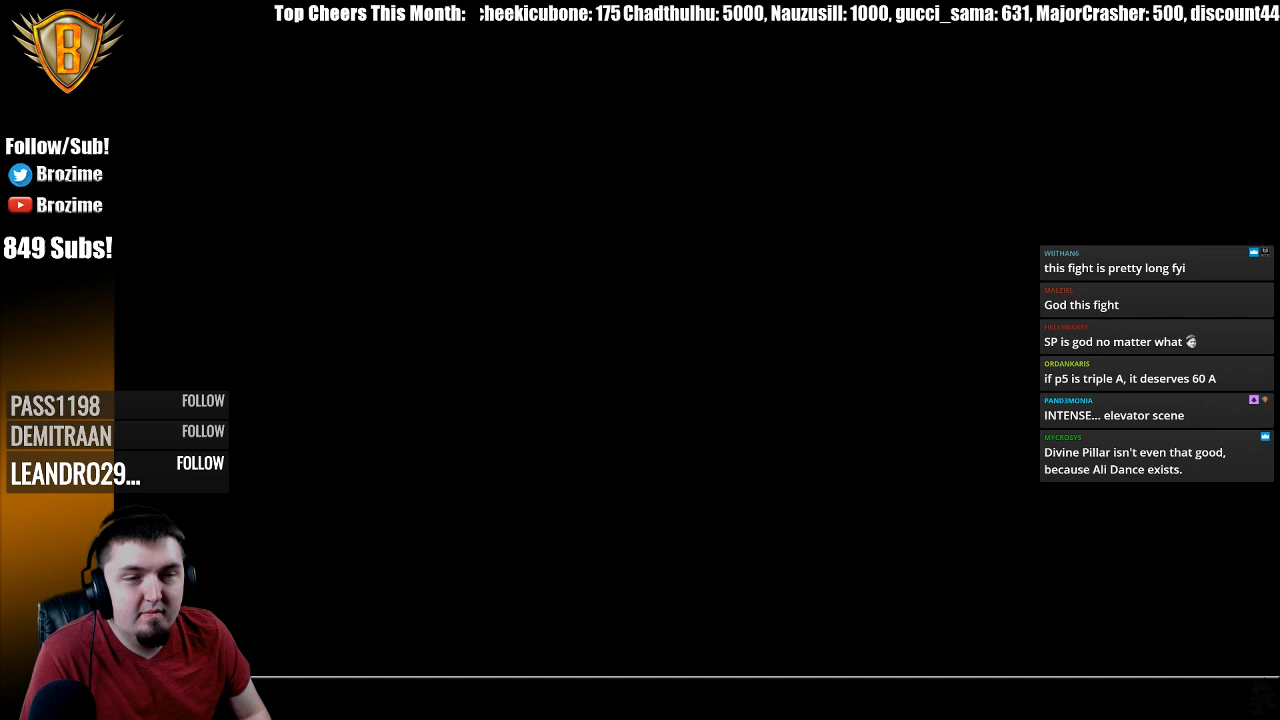 Top Cheers This Month: cheekicubone: 175 Chadthulhu: 5000, Nauzusill: 1000, gucci_sama: 631, MajorCrasher: 500, discount44
B
Follow/Sub!
Brozime
Brozime
849 Subs!
WIITHANG
this fight is pretty long fyi
MALZIEL
God this fight
SP is god no matter what
ORDANKARIS
if p5 is triple A, it deserves 60 A
PAND3MONIA
INTENSE... elevator scene
MYCROSYS
Divine Pillar isn't even that good,
because Ali Dance exists.
PASS1198 FOLLOW
DEMITRAAN FOLLOW
LEANDRO29... FOLLOW